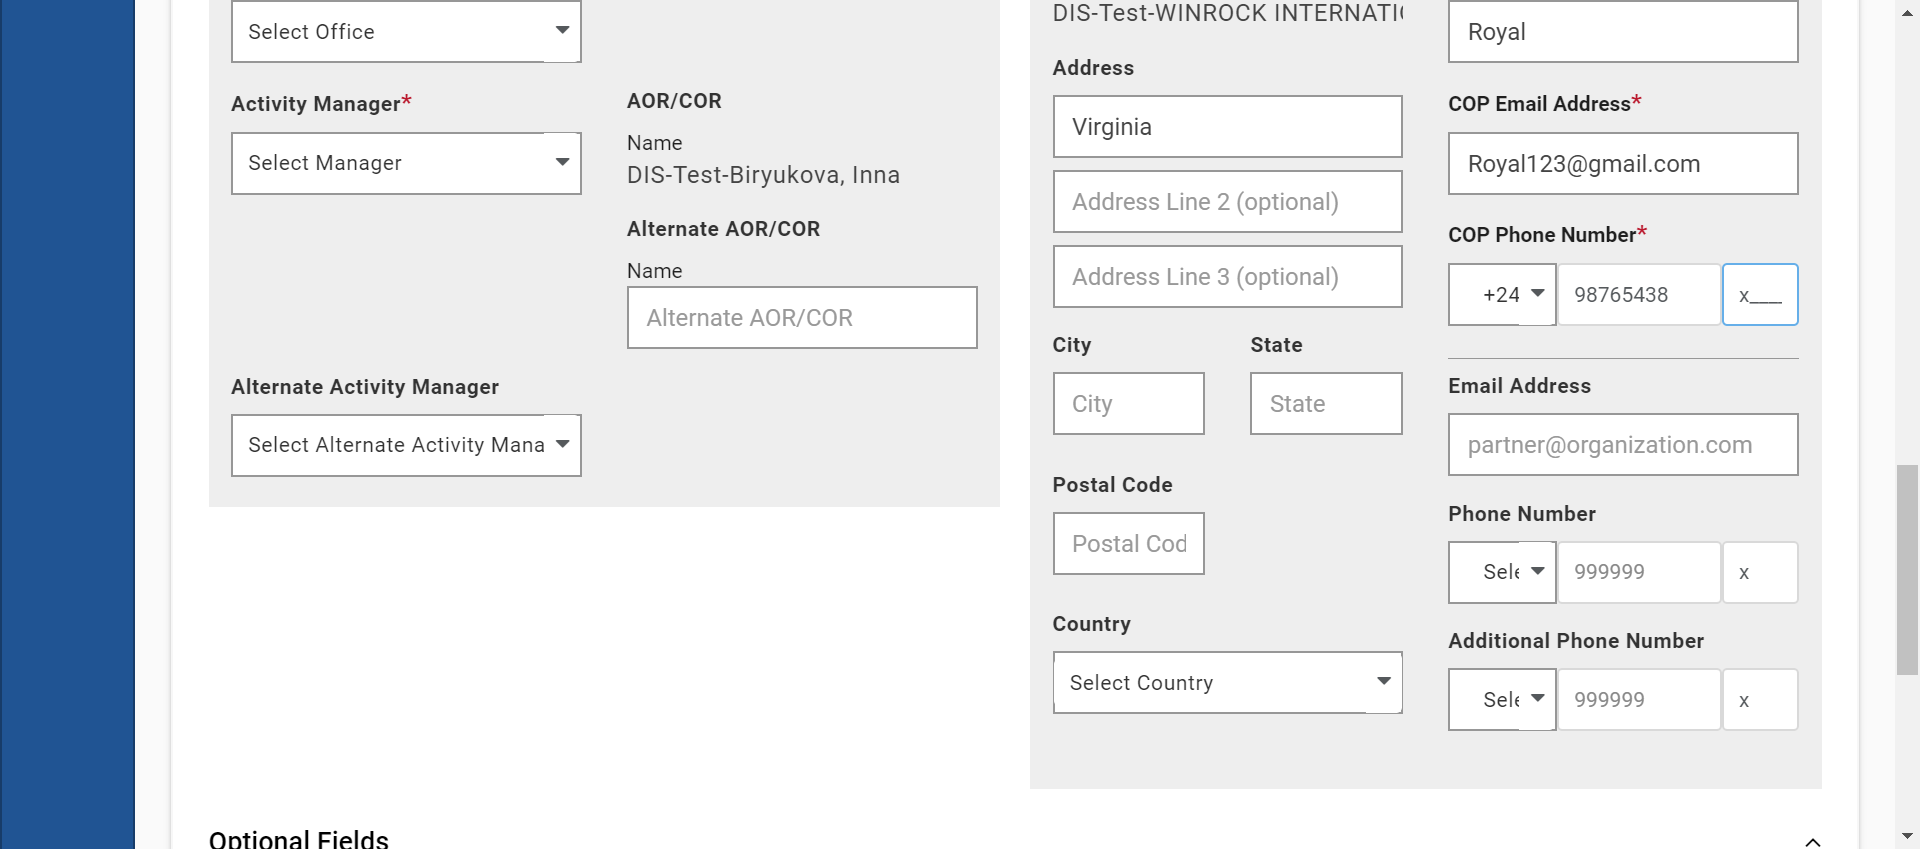 Select Office
Activity Manager*
Select Manager
AOR/COR
Name
DIS-Test-Biryukova, Inna
Alternate AOR/COR
Name
Alternate AOR/COR
Alternate Activity Manager
Select Alternate Activity Mana
DIS-Test-WINROCK INTERNATI
Address
Virginia
Address Line 2 (optional)
Address Line 3 (optional)
City
State
City
State
Postal Code
Postal Cod
Country
Select Country
Royal
COP Email Address*
Royal123@gmail.com
COP Phone Number*
+24 98765438 x____
Email Address
partner@organization.com
Phone Number
Sele 999999 x
Additional Phone Number
Sele 999999 x
Optional Fields